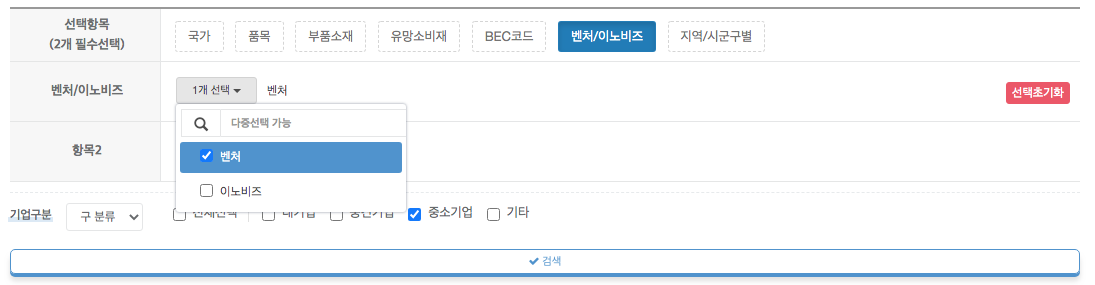 선택항목
(2개 필수선택)
국가 품목 부품소재 유망소비재 BEC코드 벤처/이노비즈 지역/시군구별
벤처/이노비즈 1개 선택 벤처 선택초기화
다중선택 가능
벤처
항목2
이노비즈
기업구분 구 분류 중소기업 기타
검색